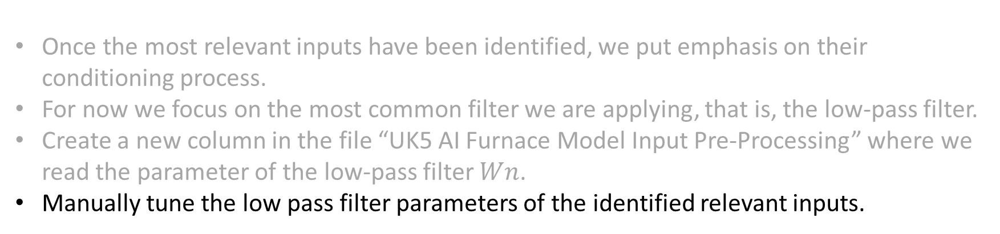 • Once the most relevant inputs have been identified, we put emphasis on their
conditioning process.
• For now we focus on the most common filter we are applying, that is, the low-pass filter.
• Create a new column in the file “UK5 AI Furnace Model Input Pre-Processing” where we
read the parameter of the low-pass filter Wn.
• Manually tune the low pass filter parameters of the identified relevant inputs.